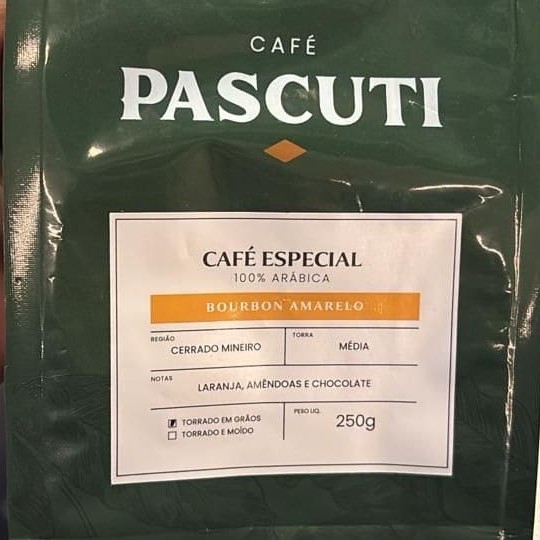 CAFÉ
PASCUTI
CAFÉ ESPECIAL
100% ARÁBICA
BOURBON AMARELO
REGIÃO
CERRADO MINEIRO
TORRA
MÉDIA
NOTAS
LARANJA, AMÊNDOAS E CHOCOLATE
TORRADO EM GRÃOS
TORRADO E MOÍDO
PESO LIQ.
250g